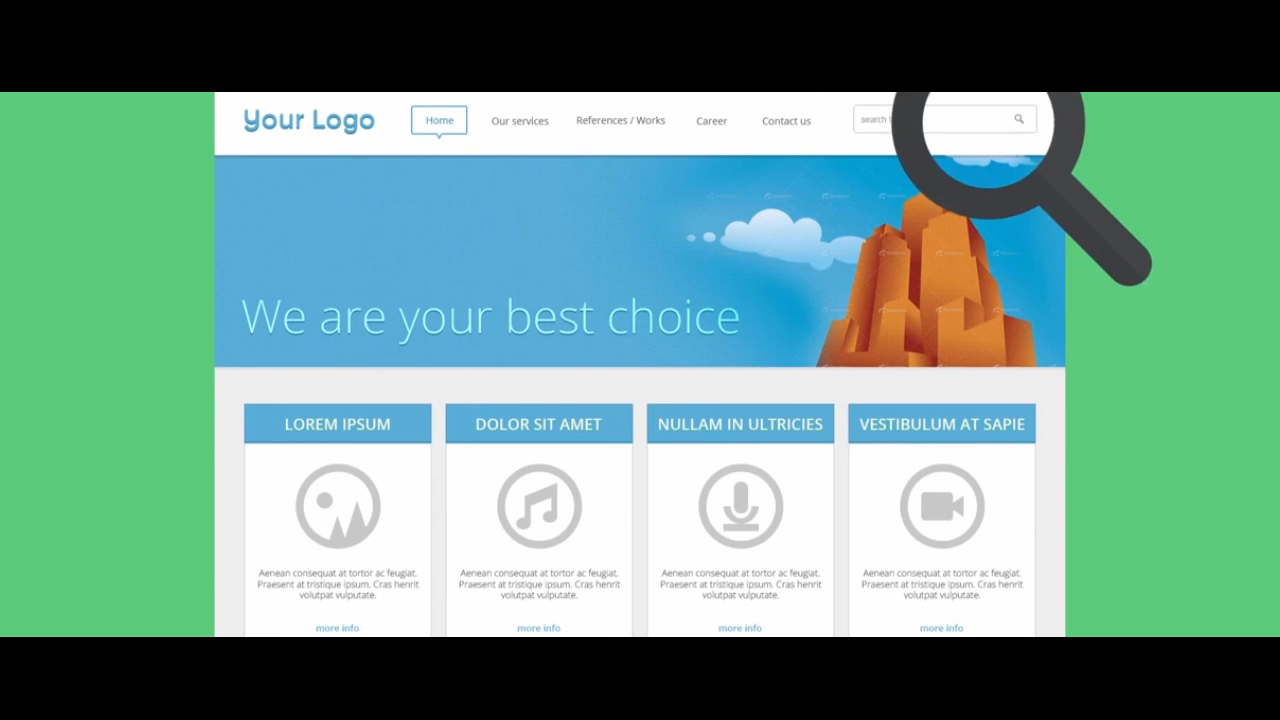 Your Logo
Home
Our services
References / Works
Career
Contact us
search
We are your best choice
LOREM IPSUM
DOLOR SIT AMET
NULLAM IN ULTRICIES
VESTIBULUM AT SAPIE
Aenean consequat at tortor ac feugiat.
Praesent at tristique ipsum. Cras henrit
volutpat vulputate.
Aenean consequat at tortor ac feugiat.
Praesent at tristique ipsum. Cras henrit
volutpat vulputate.
Aenean consequat at tortor ac feugiat.
Praesent at tristique ipsum. Cras henrit
volutpat vulputate.
Aenean consequat at tortor ac feugiat.
Praesent at tristique ipsum. Cras henrit
volutpat vulputate.
more info
more info
more info
more info